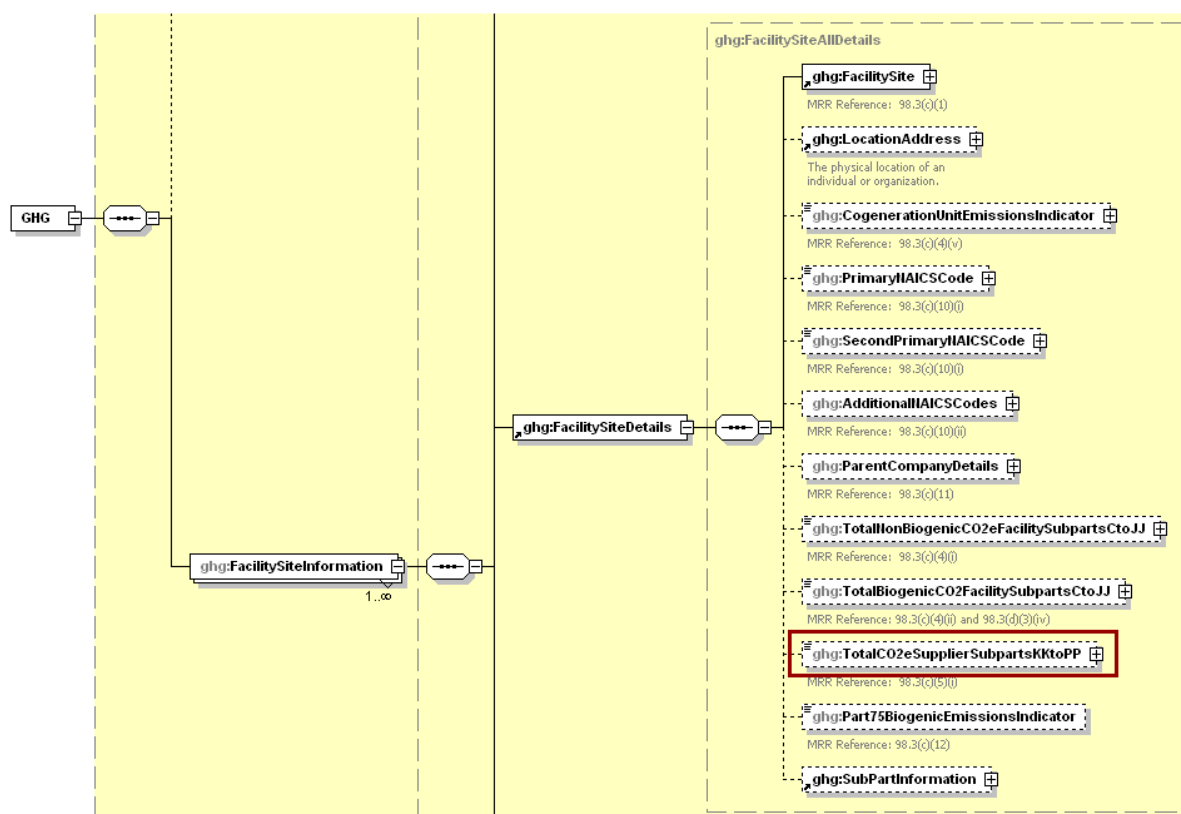 ghg:FacilitySiteAllDetails
ghg:FacilitySite
MRR Reference: 98.3(c)(1)
ghg:LocationAddress
The physical location of an
individual or organization.
GHG
ghg:CogenerationUnitEmissionsIndicator
MRR Reference: 98.3(c)(4)(v)
ghg:PrimaryNAICSCode
MRR Reference: 98.3(c)(10)(i)
ghg:SecondPrimaryNAICSCode
MRR Reference: 98.3(c)(10)(i)
ghg:AdditionalNAICSCodes
MRR Reference: 98.3(c)(10)(ii)
ghg:FacilitySiteDetails
ghg:ParentCompanyDetails
MRR Reference: 98.3(c)(11)
ghg:TotalNonBiogenicCO2eFacilitySubpartsCtoJJ
MRR Reference: 98.3(c)(4)(i)
ghg:FacilitySiteInformation
1..∞
ghg:TotalBiogenicCO2FacilitySubpartsCtoJJ
MRR Reference: 98.3(c)(4)(ii) and 98.3(d)(3)(iv)
ghg:TotalCO2eSupplierSubpartsKKtoPP
MRR Reference: 98.3(c)(5)(i)
ghg:Part75BiogenicEmissionsIndicator
MRR Reference: 98.3(c)(12)
ghg:SubPartInformation